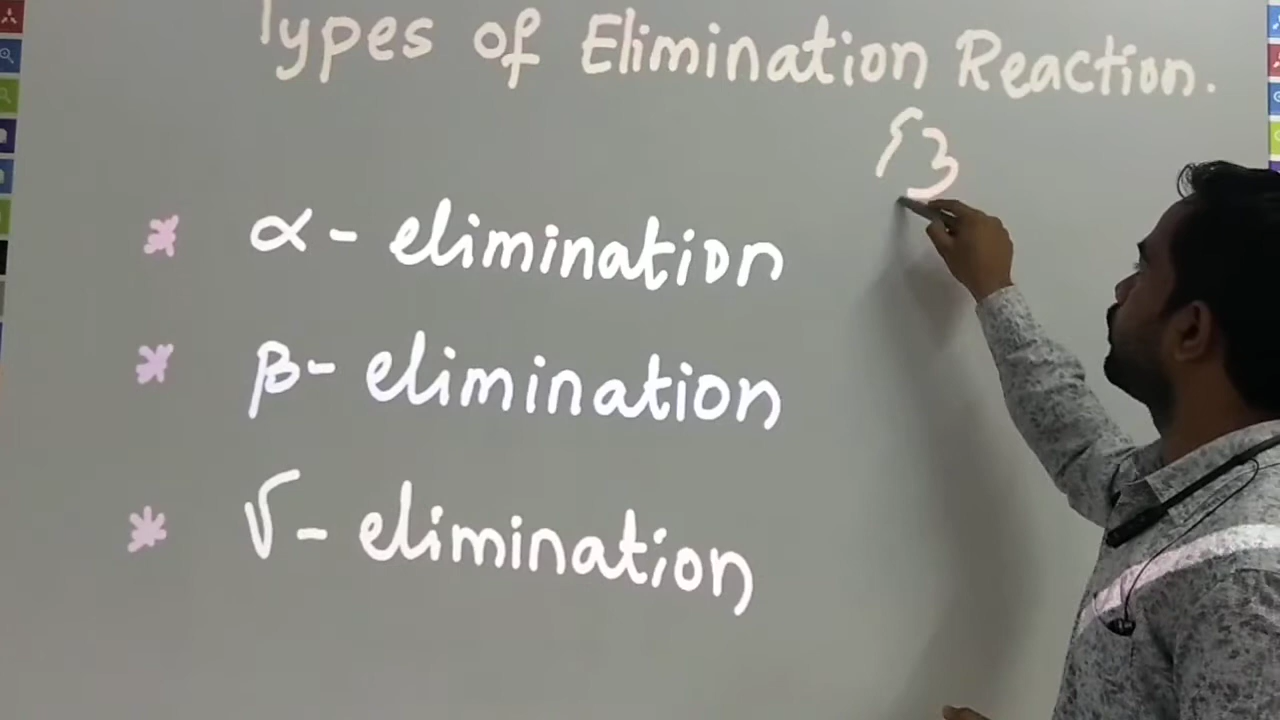 Types of Elimination Reaction.
α - elimination
β - elimination
γ - elimination